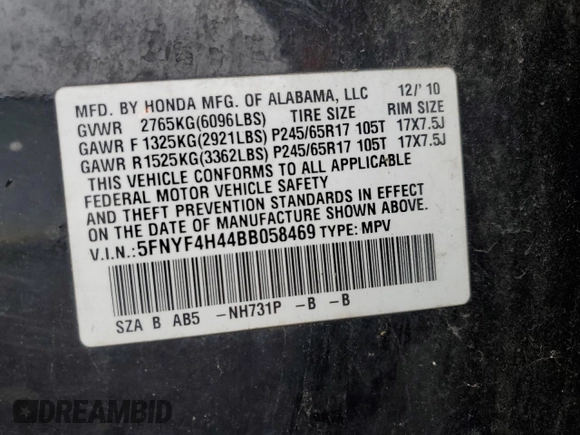 MFD. BY HONDA MFG. OF ALABAMA, LLC 12/'10
GVWR 2765KG(6096LBS) TIRE SIZE RIM SIZE
GAWR F 1325KG(2921LBS) P245/65R17 105T 17X7.5J
GAWR R1525KG(3362LBS) P245/65R17 105T 17X7.5J
THIS VEHICLE CONFORMS TO ALL APPLICABLE
FEDERAL MOTOR VEHICLE SAFETY
AND THEFT PREVENTION STANDARDS IN EFFECT
ON THE DATE OF MANUFACTURE SHOWN ABOVE.
V.I.N.:5FNYF4H44BB058469 TYPE: MPV
SZA B AB5 -NH731P -B -B
DREAMBID